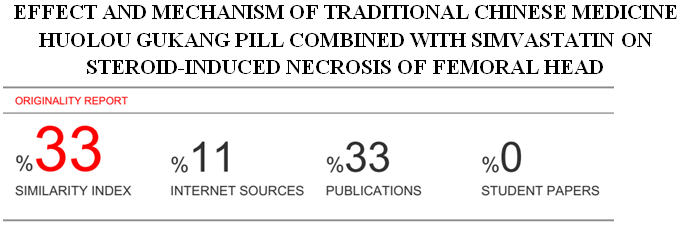 EFFECT AND MECHANISM OF TRADITIONAL CHINESE MEDICINE
HUOLOU GUKANG PILL COMBINED WITH SIMVASTATIN ON
STEROID-INDUCED NECROSIS OF FEMORAL HEAD
ORIGINALITY REPORT
%33 %11 %33 %0
SIMILARITY INDEX INTERNET SOURCES PUBLICATIONS STUDENT PAPERS